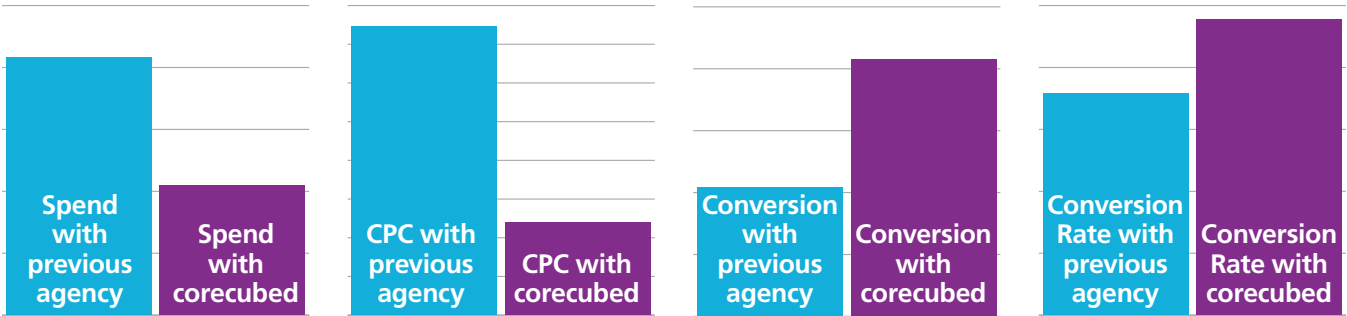 Spend
with
previous
agency
Spend
with
corecubed
CPC with
previous
agency
CPC with
corecubed
Conversion
with
previous
agency
Conversion
with
corecubed
Conversion
Rate with
previous
agency
Conversion
Rate with
corecubed